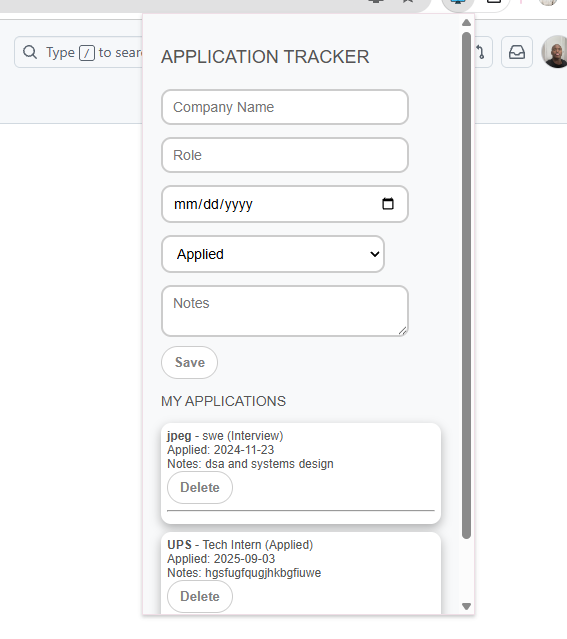 Type / to sear
APPLICATION TRACKER
Company Name
Role
mm/dd/yyyy
Applied
Notes
Save
MY APPLICATIONS
jpeg - swe (Interview)
Applied: 2024-11-23
Notes: dsa and systems design
Delete
UPS - Tech Intern (Applied)
Applied: 2025-09-03
Notes: hgsfugfqugjhkbgfiuwe
Delete